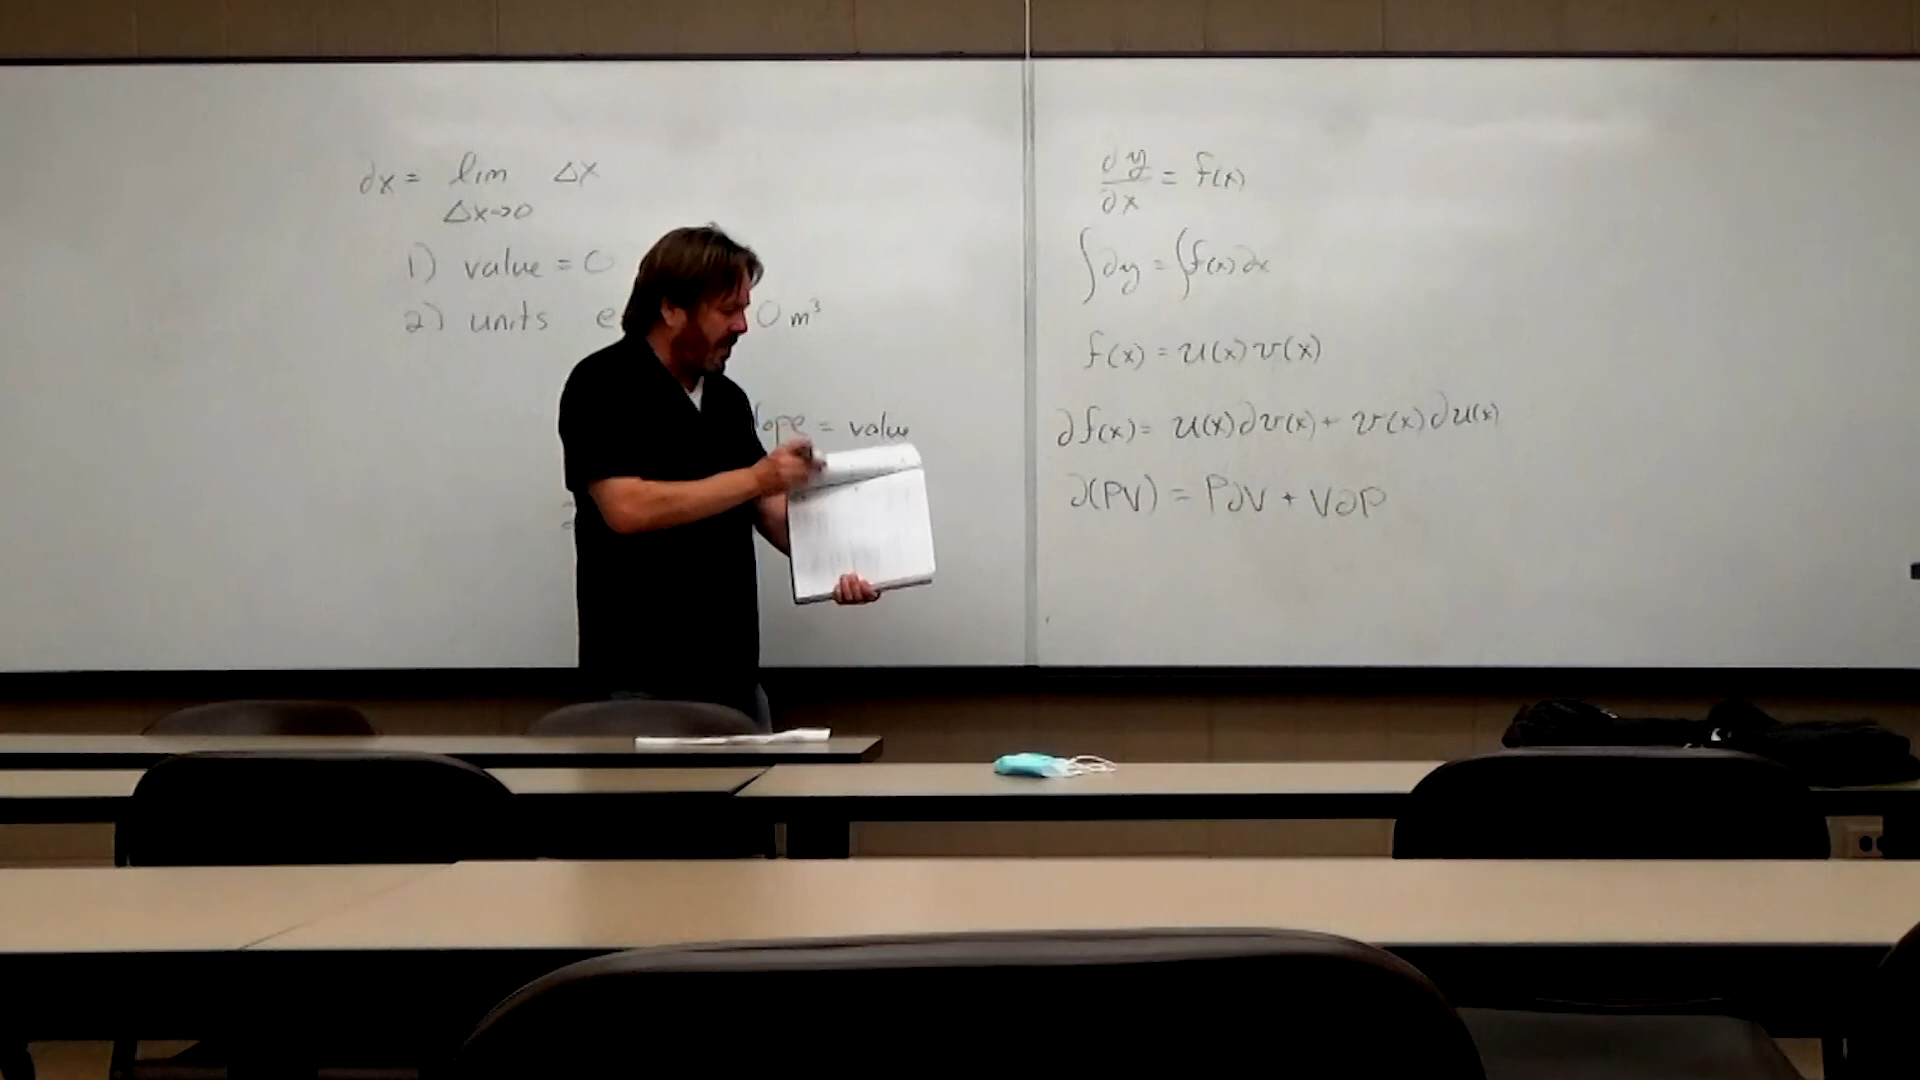 ∂x = lim Δx
Δx→0
1) value = 0
2) units 0 m³
= value
∂y/∂x = f(x)
∫∂y = ∫f(x)∂x
f(x) = u(x)v(x)
∂f(x) = u(x)∂v(x) + v(x)∂u(x)
∂(PV) = P∂V + V∂P